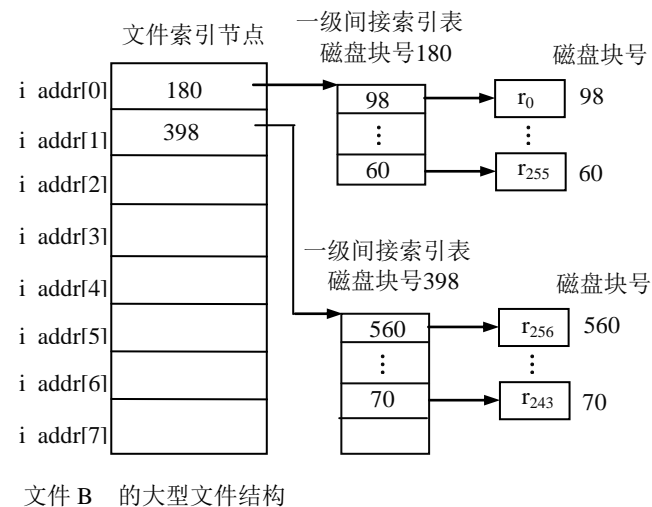 文件索引节点
一级间接索引表
磁盘块号180
磁盘块号
i addr[0] 180 98 r0 98
⋮ ⋮
i addr[1] 398 60 r255 60
i addr[2]
i addr[3]
一级间接索引表
磁盘块号398
磁盘块号
i addr[4]
i addr[5] 560 r256 560
⋮ ⋮
i addr[6] 70 r243 70
i addr[7]
文件 B 的大型文件结构